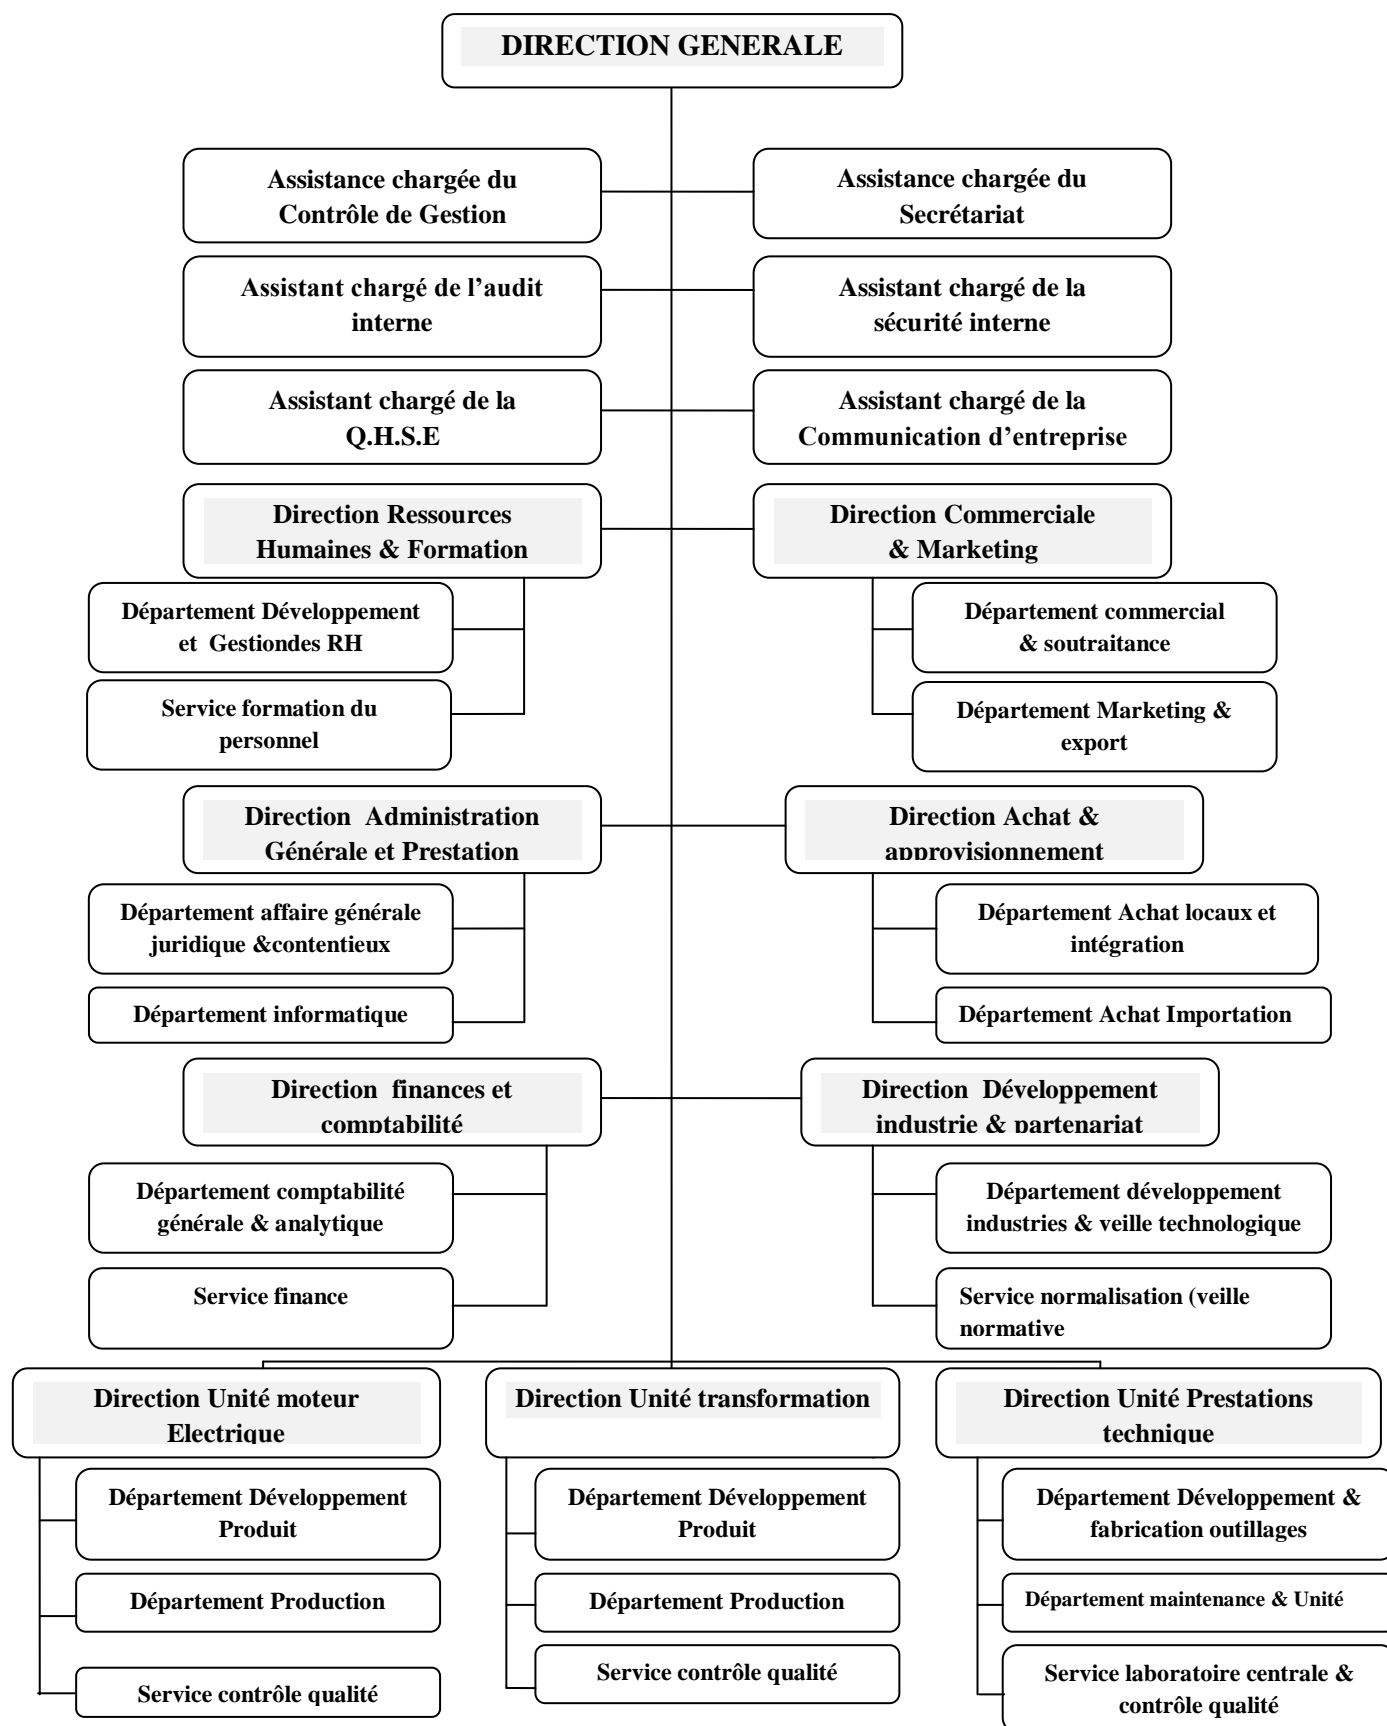 DIRECTION GENERALE
Assistance chargée du
Contrôle de Gestion
Assistance chargée du
Secrétariat
Assistant chargé de l’audit
interne
Assistant chargé de la
sécurité interne
Assistant chargé de la
Q.H.S.E
Assistant chargé de la
Communication d’entreprise
Direction Ressources
Humaines & Formation
Direction Commerciale
& Marketing
Département Développement
et Gestiondes RH
Département commercial
& soutraitance
Service formation du
personnel
Département Marketing &
export
Direction Administration
Générale et Prestation
Direction Achat &
approvisionnement
Département affaire générale
juridique &contentieux
Département Achat locaux et
intégration
Département informatique
Département Achat Importation
Direction finances et
comptabilité
Direction Développement
industrie & partenariat
Département comptabilité
générale & analytique
Département développement
industries & veille technologique
Service finance
Service normalisation (veille
normative
Direction Unité moteur
Electrique
Direction Unité transformation
Direction Unité Prestations
technique
Département Développement
Produit
Département Développement
Produit
Département Développement &
fabrication outillages
Département Production
Département Production
Département maintenance & Unité
Service contrôle qualité
Service contrôle qualité
Service laboratoire centrale &
contrôle qualité